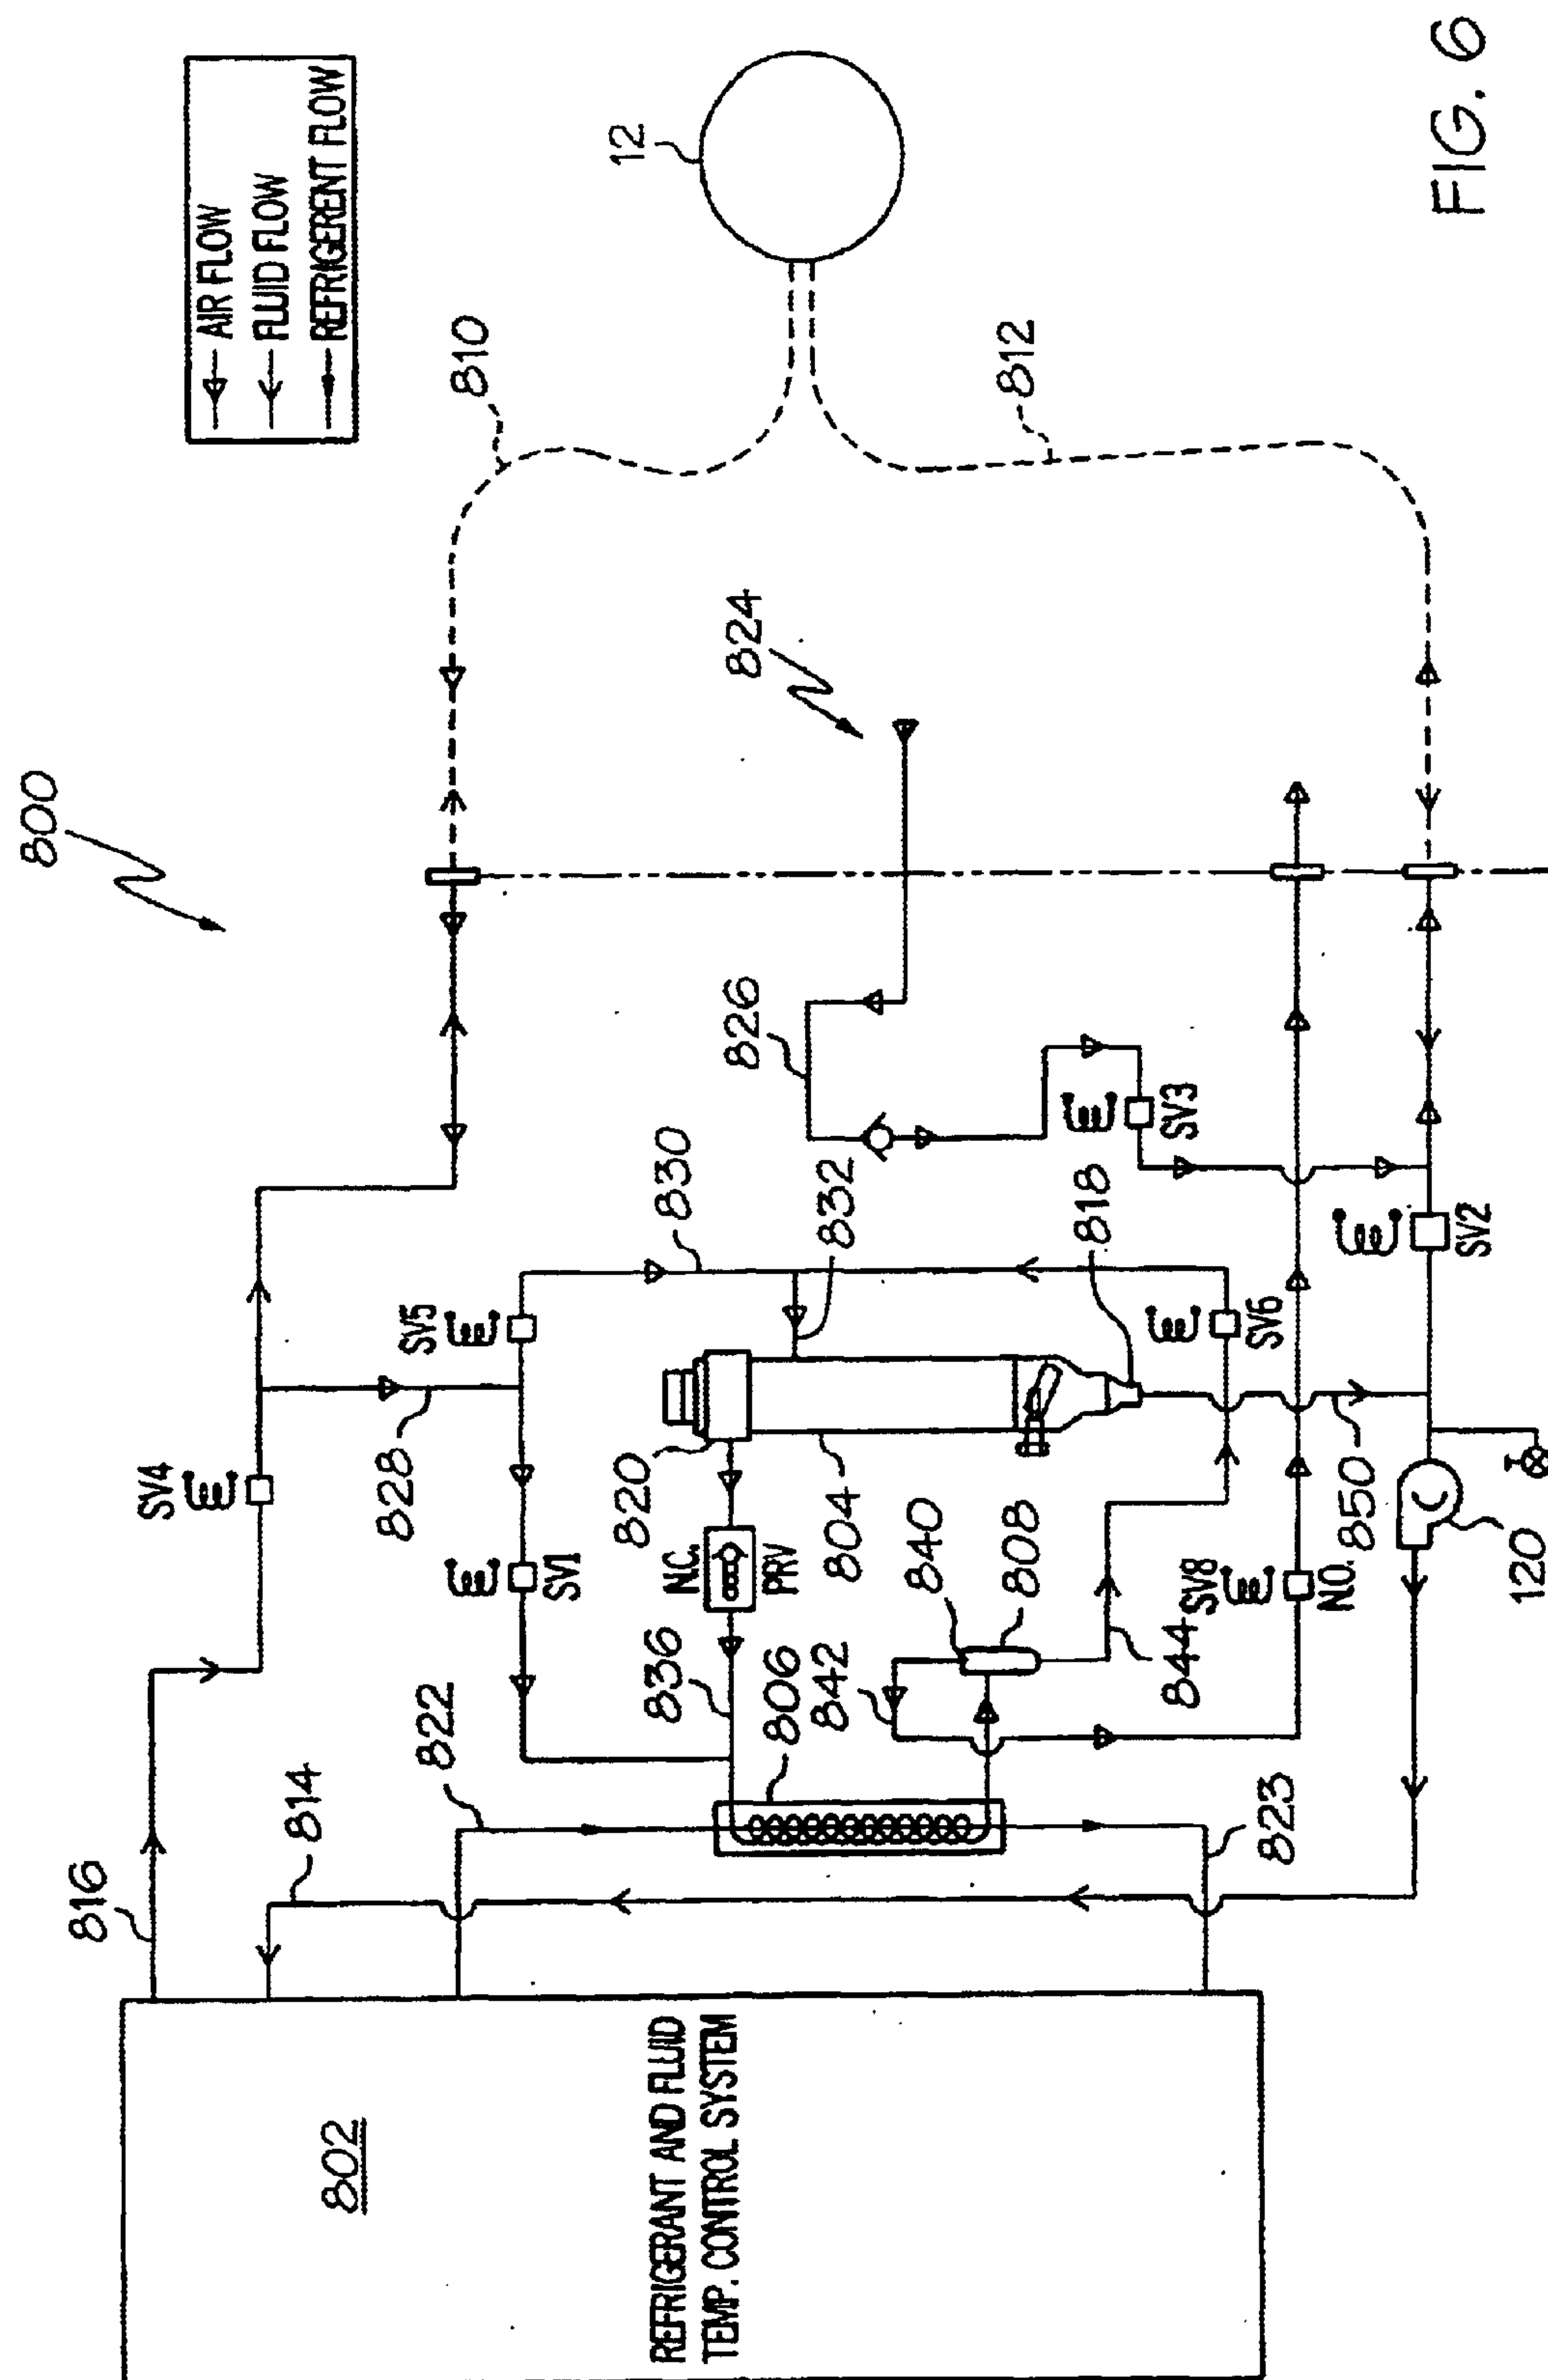 800
AIR FLOW
FLUID FLOW
REFRIGERENT FLOW
810
12
812
824
826
816
814
822
SV4
828
SV5
SV1
830
832
820
N.C.
PRV
836
806
804
818
840
808
842
844
SV3
SV6
SV8
N.O.
SV2
850
120
823
802
REFRIGERANT AND FLUID
TEMP. CONTROL SYSTEM
FIG. 6